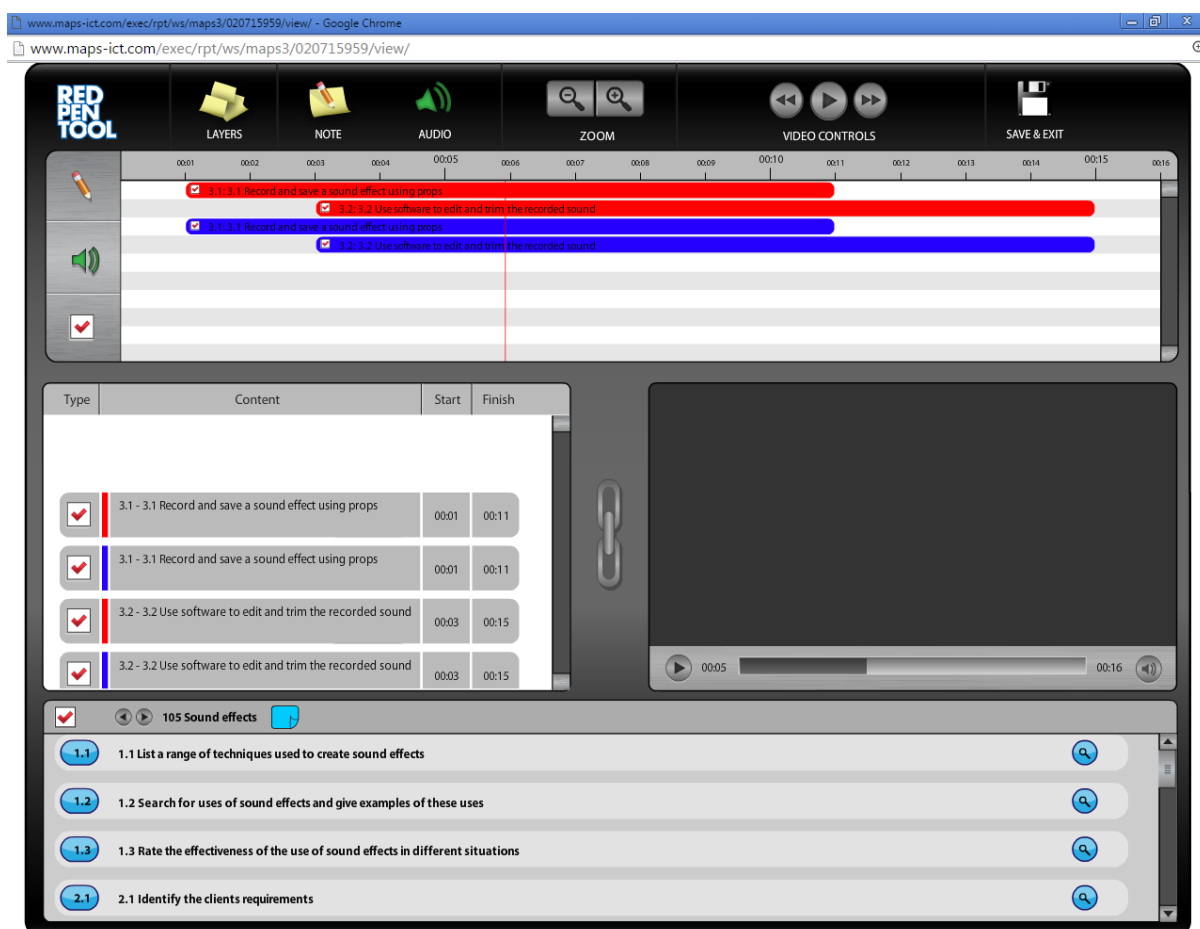 www.maps-ict.com/exec/rpt/ws/maps3/020715959/view/ - Google Chrome
www.maps-ict.com/exec/rpt/ws/maps3/020715959/view/
RED PEN TOOL
LAYERS NOTE AUDIO ZOOM VIDEO CONTROLS SAVE & EXIT
00:01 00:02 00:03 00:04 00:05 00:06 00:07 00:08 00:09 00:10 00:11 00:12 00:13 00:14 00:15 00:16
3.1: 3.1 Record and save a sound effect using props
3.2: 3.2 Use software to edit and trim the recorded sound
3.1: 3.1 Record and save a sound effect using props
3.2: 3.2 Use software to edit and trim the recorded sound
Type Content Start Finish
3.1 - 3.1 Record and save a sound effect using props 00:01 00:11
3.1 - 3.1 Record and save a sound effect using props 00:01 00:11
3.2 - 3.2 Use software to edit and trim the recorded sound 00:03 00:15
3.2 - 3.2 Use software to edit and trim the recorded sound 00:03 00:15
00:05 00:16
105 Sound effects
1.1 1.1 List a range of techniques used to create sound effects
1.2 1.2 Search for uses of sound effects and give examples of these uses
1.3 1.3 Rate the effectiveness of the use of sound effects in different situations
2.1 2.1 Identify the clients requirements